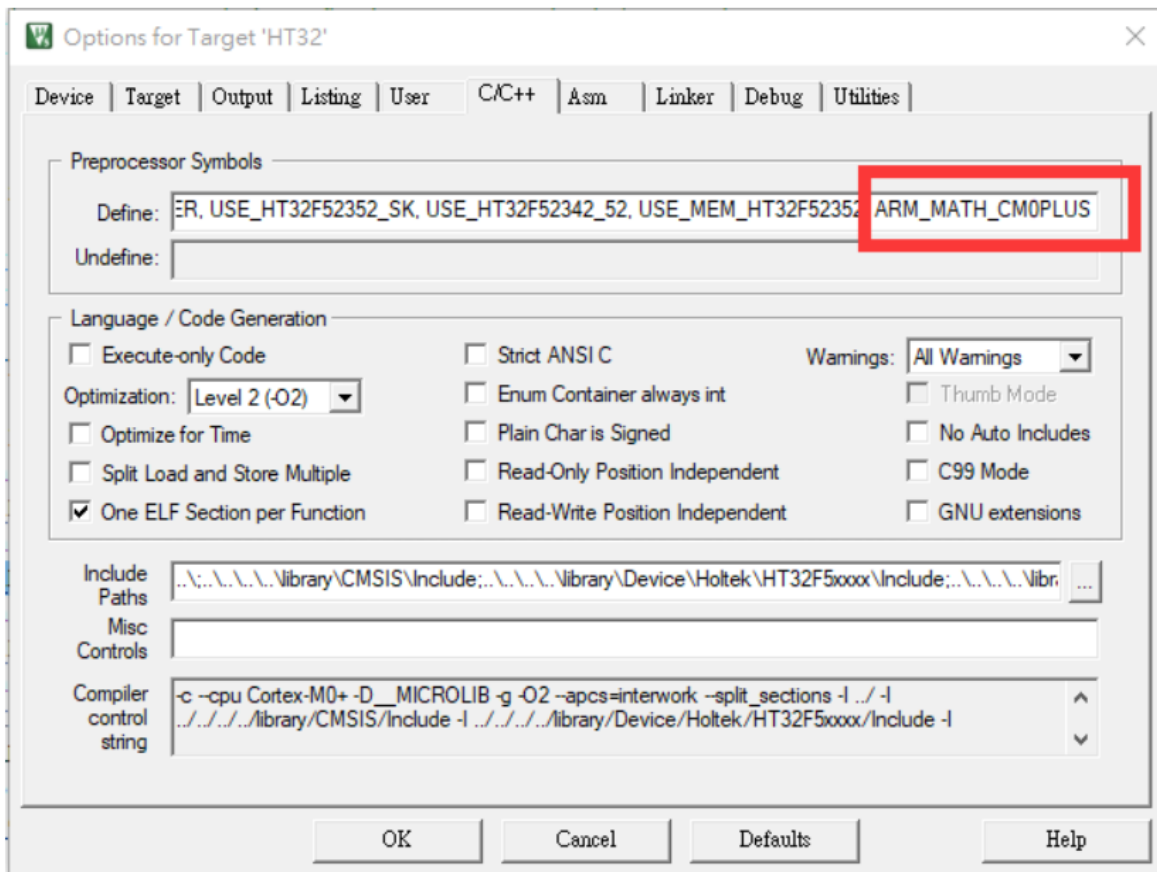 Options for Target 'HT32'
Device Target Output Listing User C/C++ Asm Linker Debug Utilities
Preprocessor Symbols
Define: ER, USE_HT32F52352_SK, USE_HT32F52342_52, USE_MEM_HT32F52352 ARM_MATH_CM0PLUS
Undefine:
Language / Code Generation
Execute-only Code Strict ANSI C Warnings: All Warnings
Optimization: Level 2 (-O2) Enum Container always int Thumb Mode
Optimize for Time Plain Char is Signed No Auto Includes
Split Load and Store Multiple Read-Only Position Independent C99 Mode
One ELF Section per Function Read-Write Position Independent GNU extensions
Include Paths ..\;..\..\..\..\library\CMSIS\Include;..\..\..\..\library\Device\Holtek\HT32F5xxxx\Include;..\..\..\..\libr ...
Misc Controls
Compiler control string -c --cpu Cortex-M0+ -D__MICROLIB -g -O2 --apcs=interwork --split_sections -I ../ -I
../../../../library/CMSIS/Include -I ../../../../library/Device/Holtek/HT32F5xxxx/Include -I
OK Cancel Defaults Help